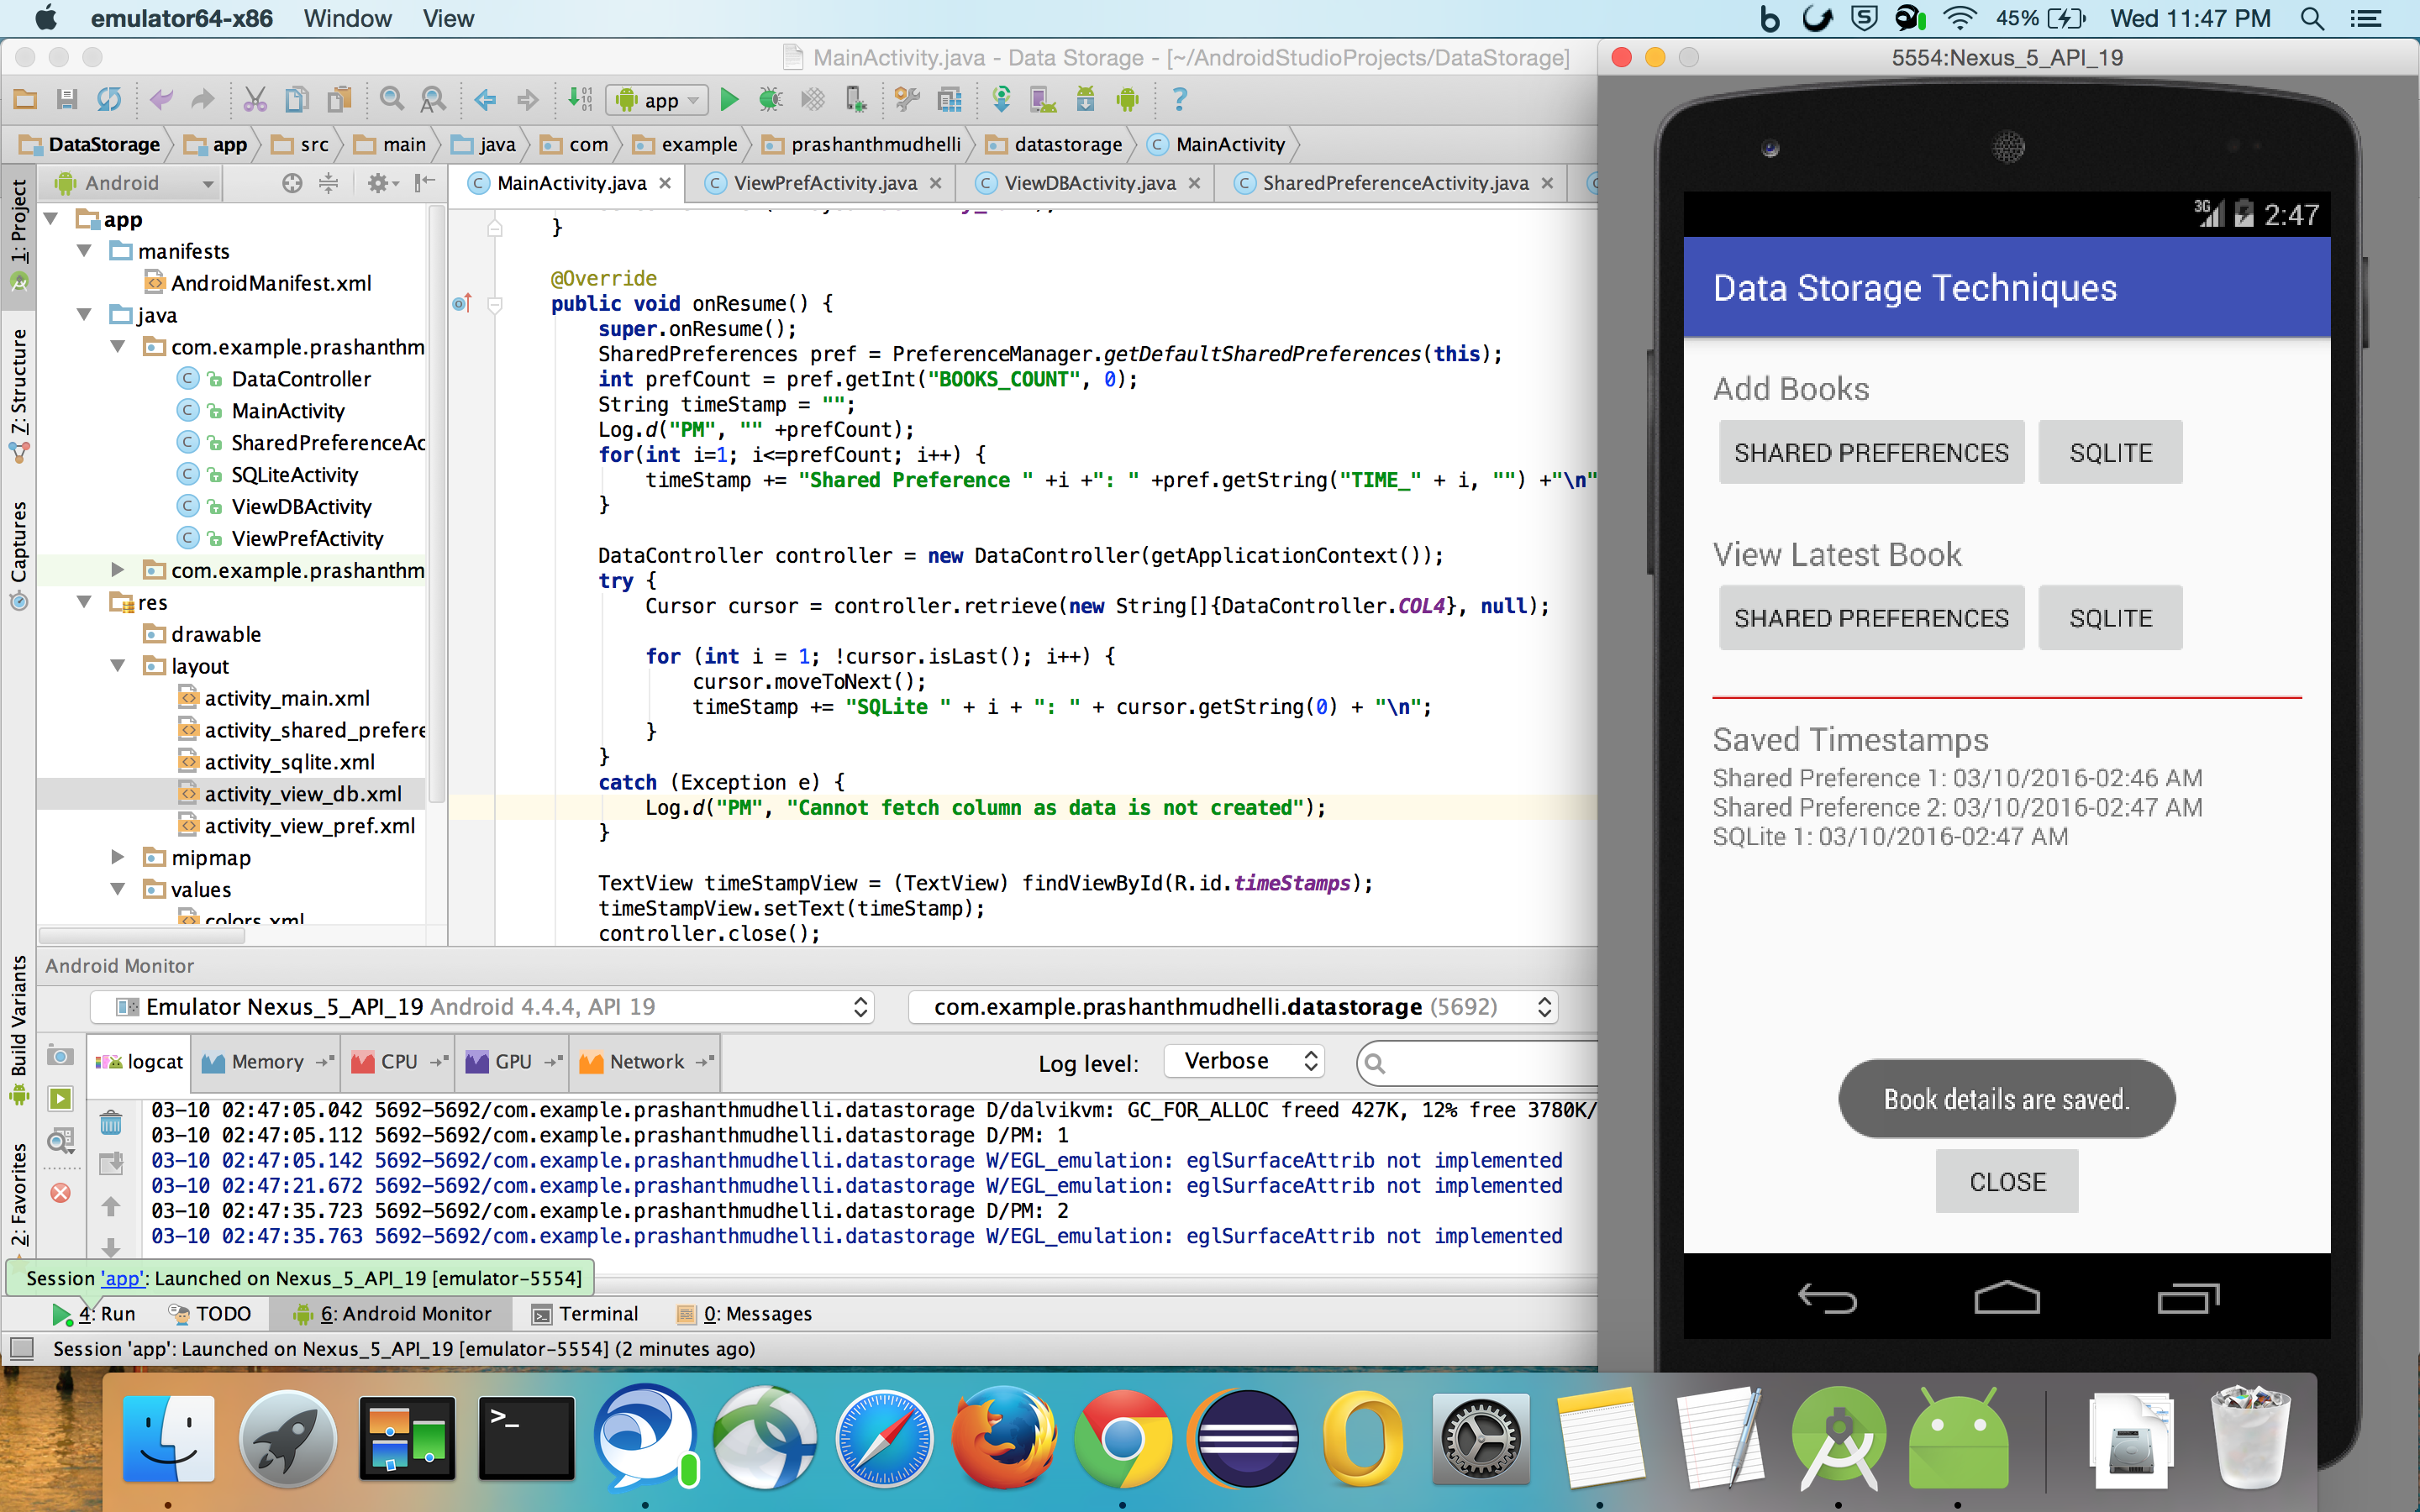 emulator64-x86 Window View 45% Wed 11:47 PM
MainActivity.java - Data Storage - [~/AndroidStudioProjects/DataStorage]
app
DataStorage app src main java com example prashanthmudhelli datastorage MainActivity
1: Project
7: Structure
Captures
Build Variants
2: Favorites
Android
MainActivity.java ViewPrefActivity.java ViewDBActivity.java SharedPreferenceActivity.java
app
manifests
AndroidManifest.xml
java
com.example.prashanthm
DataController
MainActivity
SharedPreferenceAc
SQLiteActivity
ViewDBActivity
ViewPrefActivity
com.example.prashanthm
res
drawable
layout
activity_main.xml
activity_shared_prefere
activity_sqlite.xml
activity_view_db.xml
activity_view_pref.xml
mipmap
values
colors.xml
}
@Override
public void onResume() {
super.onResume();
SharedPreferences pref = PreferenceManager.getDefaultSharedPreferences(this);
int prefCount = pref.getInt("BOOKS_COUNT", 0);
String timeStamp = "";
Log.d("PM", "" +prefCount);
for(int i=1; i<=prefCount; i++) {
timeStamp += "Shared Preference " +i +": " +pref.getString("TIME_" + i, "") +"\n"
}
DataController controller = new DataController(getApplicationContext());
try {
Cursor cursor = controller.retrieve(new String[]{DataController.COL4}, null);
for (int i = 1; !cursor.isLast(); i++) {
cursor.moveToNext();
timeStamp += "SQLite " + i + ": " + cursor.getString(0) + "\n";
}
}
catch (Exception e) {
Log.d("PM", "Cannot fetch column as data is not created");
}
TextView timeStampView = (TextView) findViewById(R.id.timeStamps);
timeStampView.setText(timeStamp);
controller.close();
Android Monitor
Emulator Nexus_5_API_19 Android 4.4.4, API 19
com.example.prashanthmudhelli.datastorage (5692)
logcat Memory CPU GPU Network Log level: Verbose
03-10 02:47:05.042 5692-5692/com.example.prashanthmudhelli.datastorage D/dalvikvm: GC_FOR_ALLOC freed 427K, 12% free 3780K/
03-10 02:47:05.112 5692-5692/com.example.prashanthmudhelli.datastorage D/PM: 1
03-10 02:47:05.142 5692-5692/com.example.prashanthmudhelli.datastorage W/EGL_emulation: eglSurfaceAttrib not implemented
03-10 02:47:21.672 5692-5692/com.example.prashanthmudhelli.datastorage W/EGL_emulation: eglSurfaceAttrib not implemented
03-10 02:47:35.723 5692-5692/com.example.prashanthmudhelli.datastorage D/PM: 2
03-10 02:47:35.763 5692-5692/com.example.prashanthmudhelli.datastorage W/EGL_emulation: eglSurfaceAttrib not implemented
Session 'app': Launched on Nexus_5_API_19 [emulator-5554]
4: Run TODO 6: Android Monitor Terminal 0: Messages
Session 'app': Launched on Nexus_5_API_19 [emulator-5554] (2 minutes ago)
5554:Nexus_5_API_19
3G 2:47
Data Storage Techniques
Add Books
SHARED PREFERENCES SQLITE
View Latest Book
SHARED PREFERENCES SQLITE
Saved Timestamps
Shared Preference 1: 03/10/2016-02:46 AM
Shared Preference 2: 03/10/2016-02:47 AM
SQLite 1: 03/10/2016-02:47 AM
Book details are saved.
CLOSE